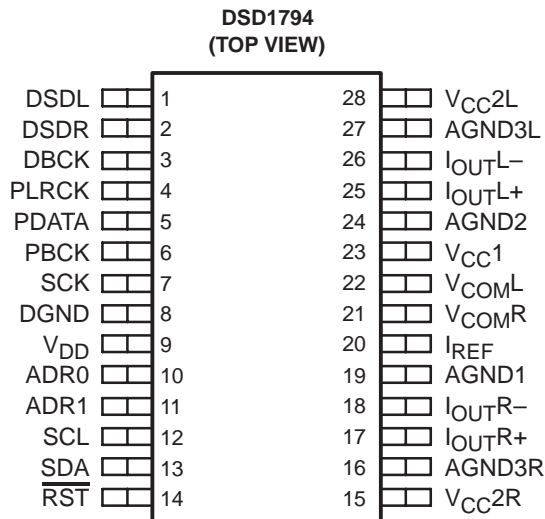 DSD1794
(TOP VIEW)
DSDL 1 28 VCC2L
DSDR 2 27 AGND3L
DBCK 3 26 IOUTL–
PLRCK 4 25 IOUTL+
PDATA 5 24 AGND2
PBCK 6 23 VCC1
SCK 7 22 VCOML
DGND 8 21 VCOMR
VDD 9 20 IREF
ADR0 10 19 AGND1
ADR1 11 18 IOUTR–
SCL 12 17 IOUTR+
SDA 13 16 AGND3R
RST 14 15 VCC2R